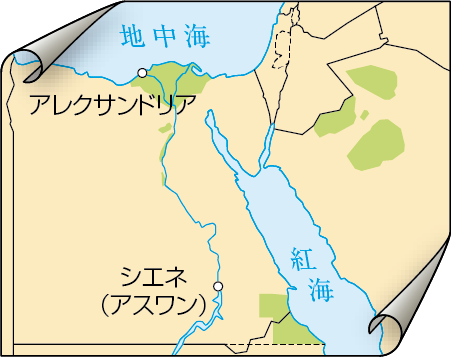 地中海
アレクサンドリア
シエネ
(アスワン)
紅海